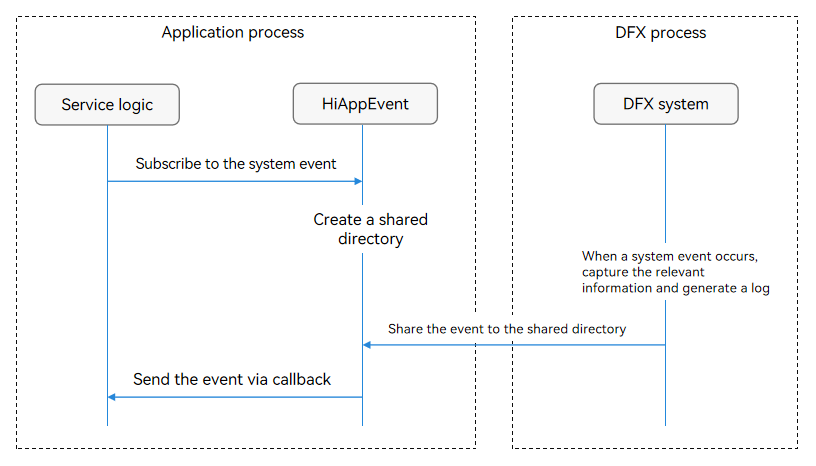 Application process
DFX process
Service logic
HiAppEvent
DFX system
Subscribe to the system event
Create a shared
directory
When a system event occurs,
capture the relevant
information and generate a log
Share the event to the shared directory
Send the event via callback